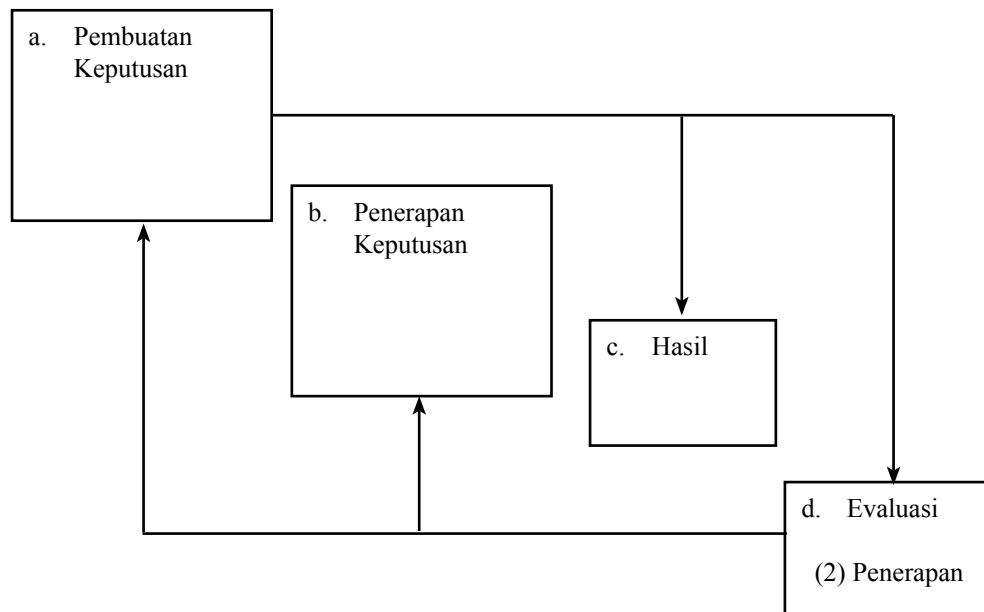 a. Pembuatan
Keputusan
b. Penerapan
Keputusan
c. Hasil
d. Evaluasi
(2) Penerapan